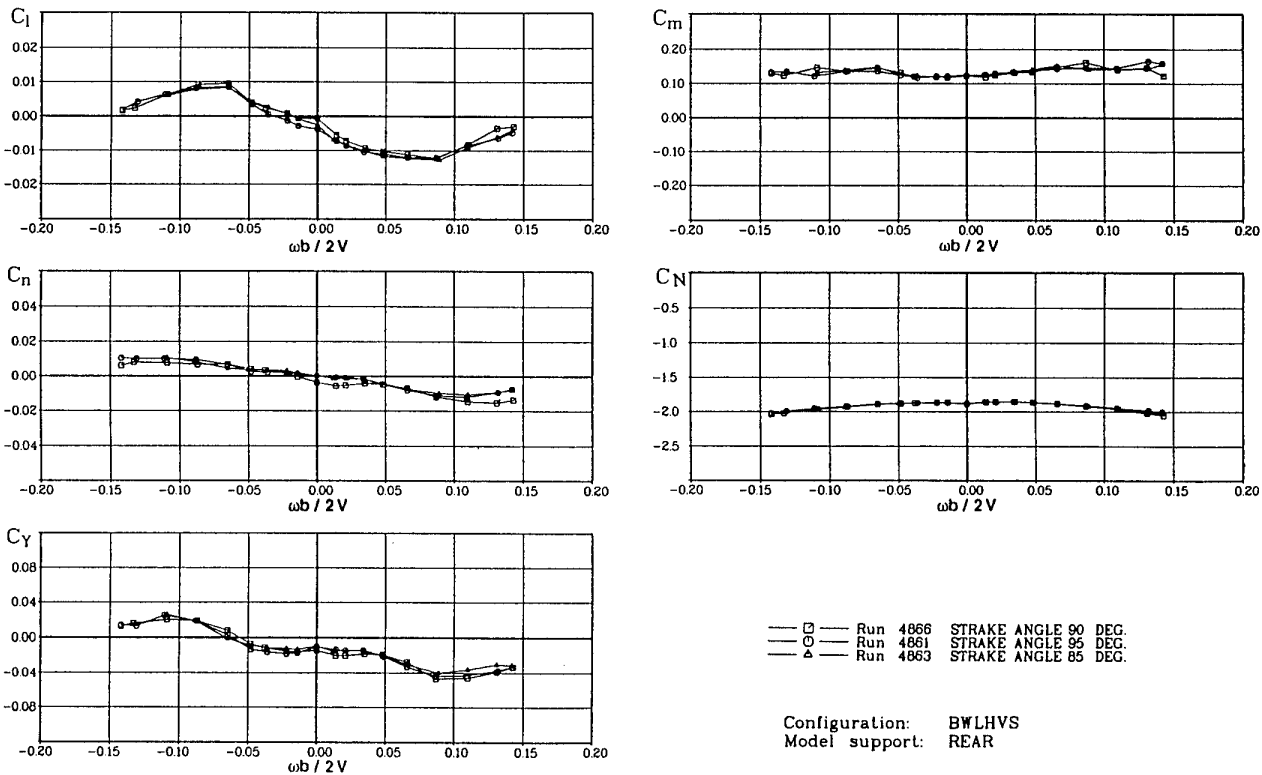 C_l
0.02
0.01
0.00
-0.01
-0.02
-0.20 -0.15 -0.10 -0.05 0.00 0.05 0.10 0.15 0.20
ωb / 2V
C_m
0.20
0.10
0.00
-0.10
-0.20
-0.20 -0.15 -0.10 -0.05 0.00 0.05 0.10 0.15 0.20
ωb / 2V
C_n
0.04
0.02
0.00
-0.02
-0.04
-0.20 -0.15 -0.10 -0.05 0.00 0.05 0.10 0.15 0.20
ωb / 2V
C_N
-0.5
-1.0
-1.5
-2.0
-2.5
-0.20 -0.15 -0.10 -0.05 0.00 0.05 0.10 0.15 0.20
ωb / 2V
C_Y
0.08
0.04
0.00
-0.04
-0.08
-0.20 -0.15 -0.10 -0.05 0.00 0.05 0.10 0.15 0.20
ωb / 2V
Run 4866 STRAKE ANGLE 90 DEG.
Run 4861 STRAKE ANGLE 95 DEG.
Run 4863 STRAKE ANGLE 85 DEG.
Configuration: BWLHVS
Model support: REAR